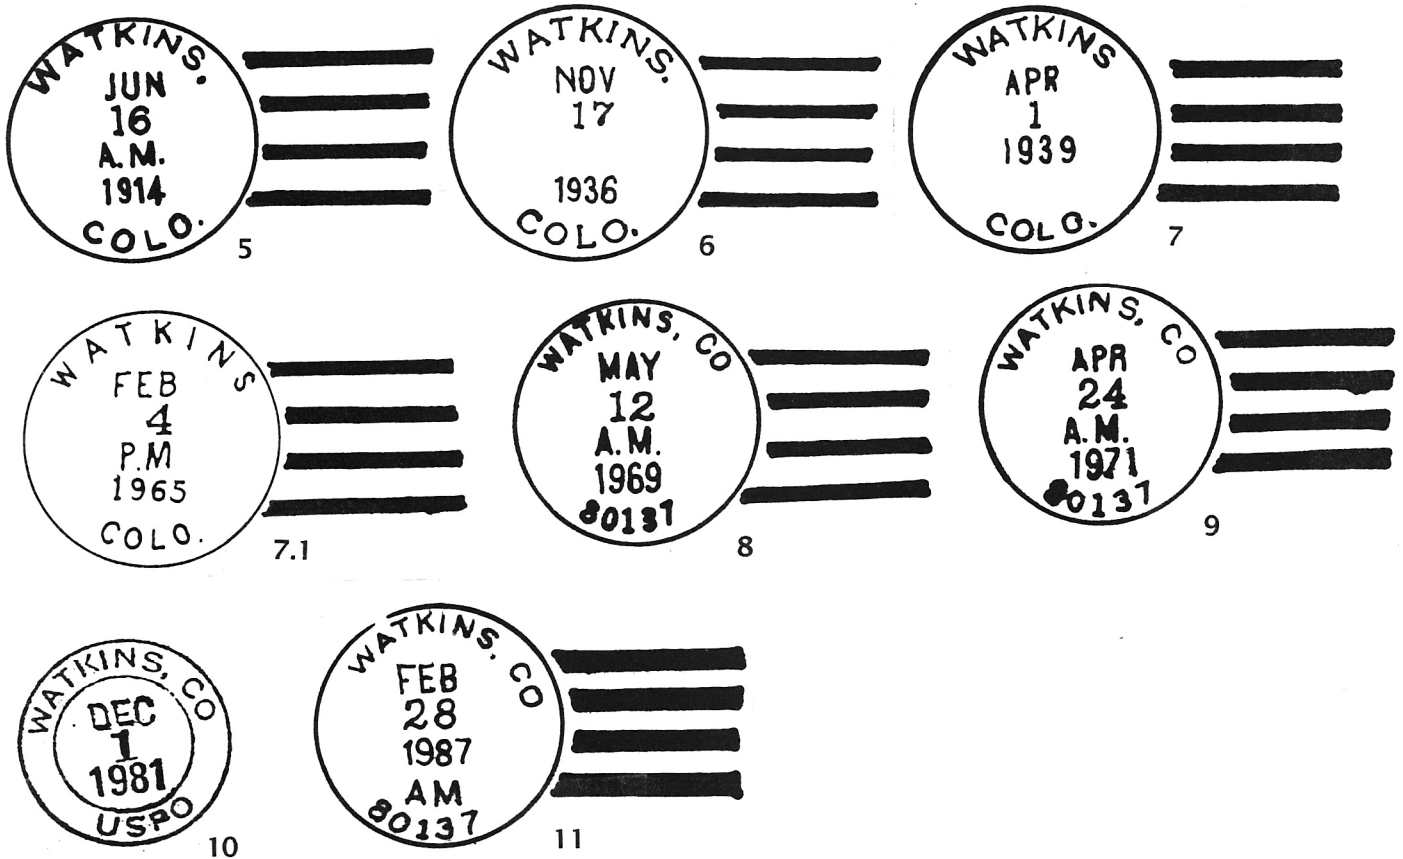 WATKINS.
JUN
16
A.M.
1914
COLO.
5
WATKINS.
NOV
17
1936
COLO.
6
WATKINS
APR
1
1939
COLO.
7
WATKINS
FEB
4
P.M
1965
COLO.
7.1
WATKINS, CO
MAY
12
A.M.
1969
80137
8
WATKINS, CO
APR
24
A.M.
1971
80137
9
WATKINS, CO
DEC
1
1981
USPO
10
WATKINS, CO
FEB
28
1987
AM
80137
11